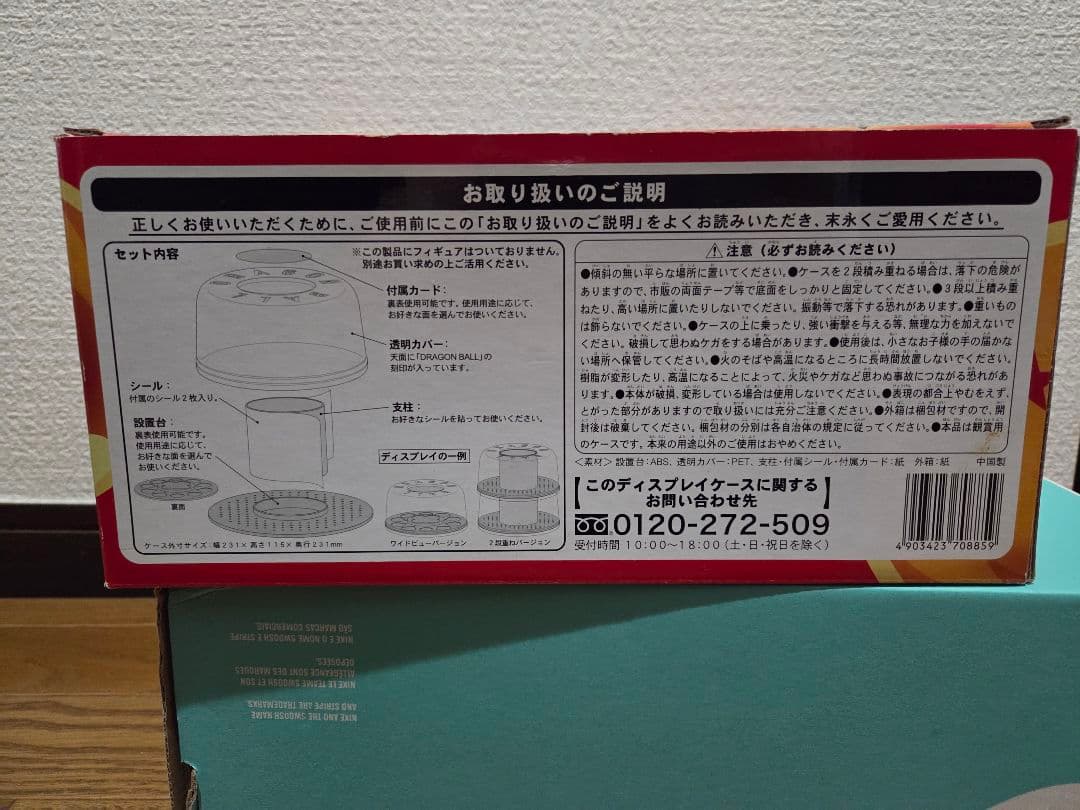 お取り扱いのご説明
正しくお使いいただくために、ご使用前にこの「お取り扱いのご説明」をよくお読みいただき、末永くご愛用ください。
セット内容
※この製品にフィギュアはついておりません。
別途お買い求めの上ご活用ください。
付属カード：
裏表使用可能です。使用用途に応じて、
お好きな面を選んでお使いください。
透明カバー：
天面に「DRAGON BALL」の
刻印が入っています。
シール：
付属のシール2枚入り。
支柱：
お好きなシールを貼ってお使いください。
設置台：
裏表使用可能です。
使用用途に応じて、
お好きな面を選んで
お使いください。
裏面
ディスプレイの一例
ワイドビューバージョン
2段重ねバージョン
ケース外寸サイズ：幅231×高さ115×奥行231mm
注意（必ずお読みください）
●傾斜の無い平らな場所に置いてください。●ケースを2段積み重ねる場合は、落下の危険が
ありますので、市販の両面テープ等で底面をしっかりと固定してください。●3段以上積み重
ねたり、高い場所に置いたりしないでください。振動等で落下する恐れがあります。●重いもの
は飾らないでください。●ケースの上に乗ったり、強い衝撃を与える等、無理な力を加えないで
ください。破損して思わぬケガをする場合があります。●使用後は、小さなお子様の手の届かな
い場所へ保管してください。●火のそばや高温になるところに長時間放置しないでください。
樹脂が変形したり、高温になることによって、火災やケガなど思わぬ事故につながる恐れがあ
ります。●本体が破損、変形している場合は使用しないでください。●表現の都合上やむをえず、
とがった部分がありますので取り扱いには充分ご注意ください。●外箱は梱包材ですので、開
封後は破棄してください。梱包材の分別は各自治体の規定に従ってください。●本品は観賞用
のケースです。本来の用途以外のご使用はおやめください。
＜素材＞設置台：ABS、透明カバー：PET、支柱・付属シール・付属カード：紙 外箱：紙 中国製
【このディスプレイケースに関する
お問い合わせ先】
0120-272-509
受付時間 10:00～18:00（土・日・祝日を除く）
4 903423 708859
NIKE AND THE SWOOSH NAME
AND STRIPE ARE TRADEMARKS.
NIKE LE TEAME SWOOSH ET SON
ALLÉGEANCE SONT DES MARQUES
DÉPOSÉES.
NIKE E O NOME SWOOSH E STRIPE
SÃO MARCAS COMERCIAIS.